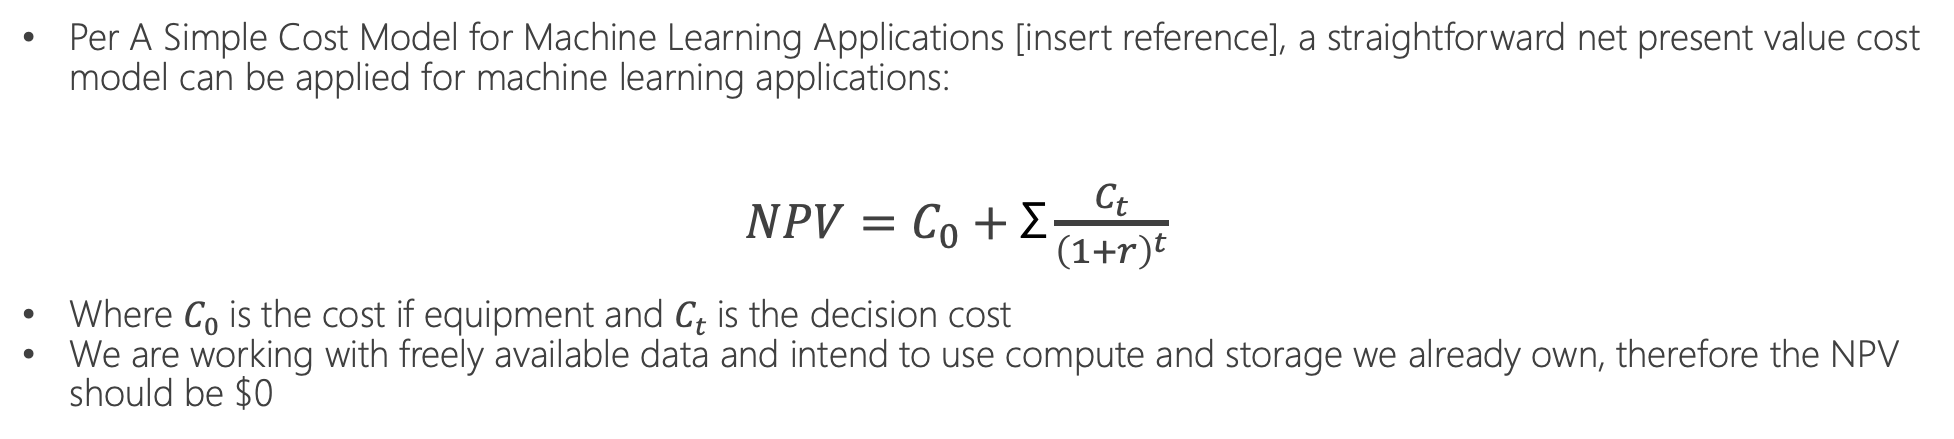 • Per A Simple Cost Model for Machine Learning Applications [insert reference], a straightforward net present value cost
model can be applied for machine learning applications:
NPV = C₀ + Σ Cₜ/(1+r)ᵗ
• Where C₀ is the cost if equipment and Cₜ is the decision cost
• We are working with freely available data and intend to use compute and storage we already own, therefore the NPV
should be $0